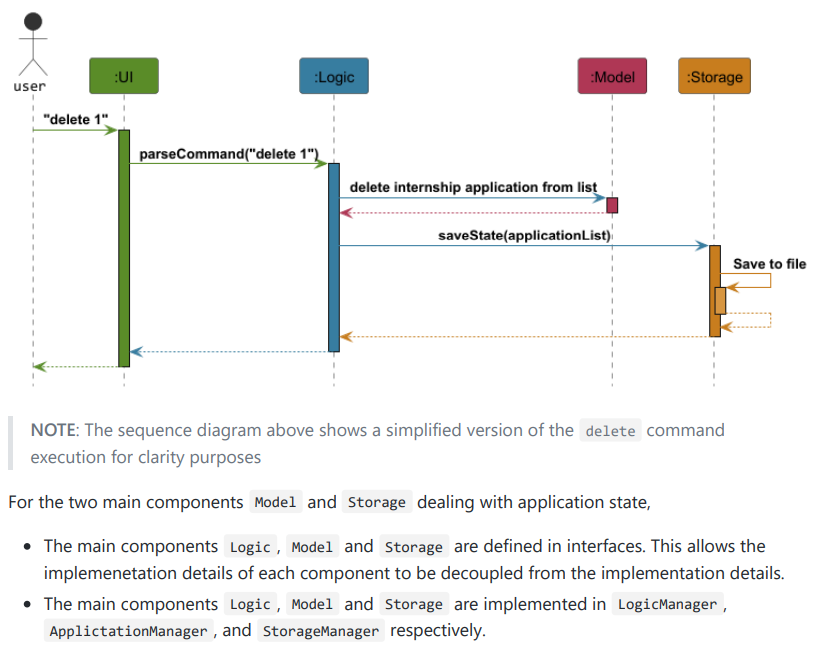 user
:UI
:Logic
:Model
:Storage
"delete 1"
parseCommand("delete 1")
delete internship application from list
saveState(applicationList)
Save to file
NOTE: The sequence diagram above shows a simplified version of the delete command
execution for clarity purposes
For the two main components Model and Storage dealing with application state,
The main components Logic, Model and Storage are defined in interfaces. This allows the
implemenetation details of each component to be decoupled from the implementation details.
The main components Logic, Model and Storage are implemented in LogicManager,
ApplictationManager, and StorageManager respectively.